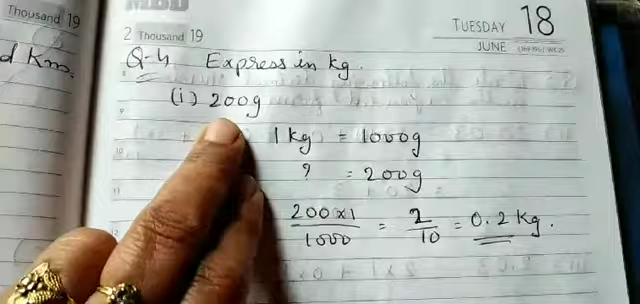 Thousand 19
d Km.
2 Thousand 19
TUESDAY 18
JUNE
Q-4 Express in kg.
(i) 200g
1 kg = 1000g
? = 200g
200×1/1000 = 2/10 = 0.2 kg.